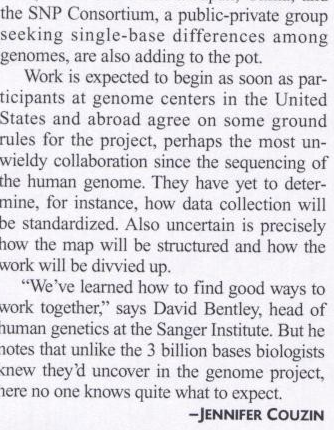 the SNP Consortium, a public-private group
seeking single-base differences among
genomes, are also adding to the pot.
Work is expected to begin as soon as par-
ticipants at genome centers in the United
States and abroad agree on some ground
rules for the project, perhaps the most un-
wieldy collaboration since the sequencing of
the human genome. They have yet to deter-
mine, for instance, how data collection will
be standardized. Also uncertain is precisely
how the map will be structured and how the
work will be divvied up.
“We’ve learned how to find good ways to
work together,” says David Bentley, head of
human genetics at the Sanger Institute. But he
notes that unlike the 3 billion bases biologists
knew they’d uncover in the genome project,
here no one knows quite what to expect.
–JENNIFER COUZIN